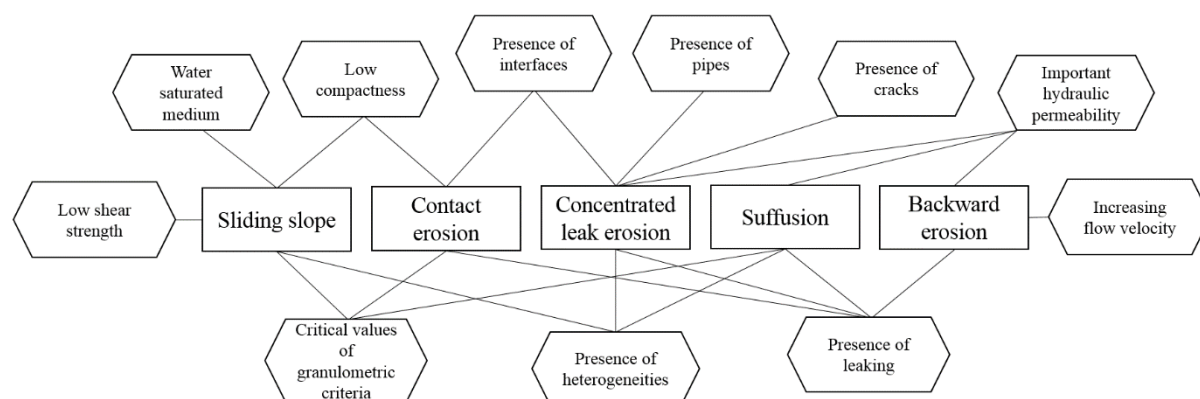 Water
saturated
medium
Low
compactness
Presence of
interfaces
Presence of
pipes
Presence of
cracks
Important
hydraulic
permeability
Low shear
strength
Sliding slope
Contact
erosion
Concentrated
leak erosion
Suffusion
Backward
erosion
Increasing
flow velocity
Critical values
of
granulometric
criteria
Presence of
heterogeneities
Presence of
leaking